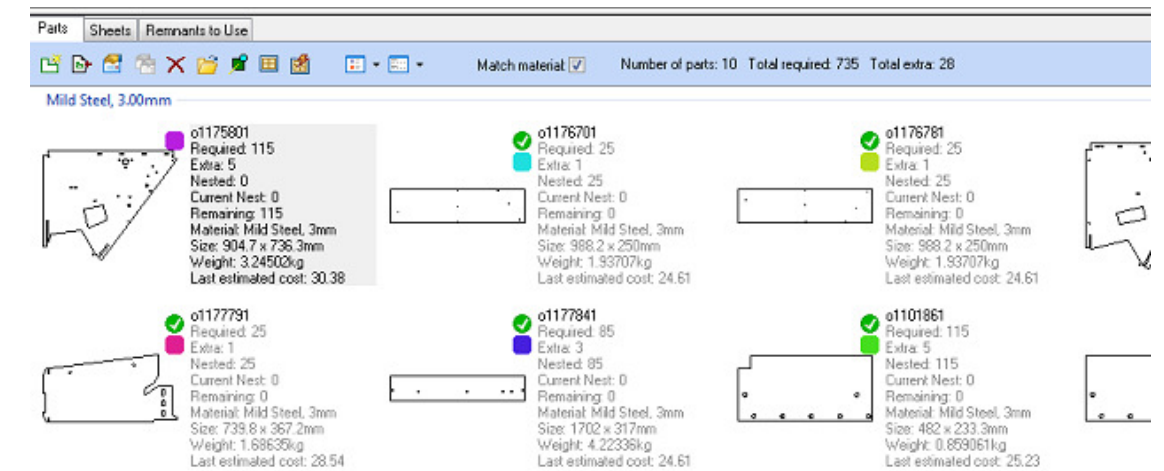 Parts Sheets Remnants to Use
Match material Number of parts: 10 Total required: 735 Total extra: 28
Mild Steel, 3.00mm
o1175801
Required: 115
Extra: 5
Nested: 0
Current Nest: 0
Remaining: 115
Material: Mild Steel, 3mm
Size: 904.7 x 736.3mm
Weight: 3.24502kg
Last estimated cost: 30.38
o1176701
Required: 25
Extra: 1
Nested: 25
Current Nest: 0
Remaining: 0
Material: Mild Steel, 3mm
Size: 988.2 x 250mm
Weight: 1.93707kg
Last estimated cost: 24.61
o1176781
Required: 25
Extra: 1
Nested: 25
Current Nest: 0
Remaining: 0
Material: Mild Steel, 3mm
Size: 988.2 x 250mm
Weight: 1.93707kg
Last estimated cost: 24.61
o1177791
Required: 25
Extra: 1
Nested: 25
Current Nest: 0
Remaining: 0
Material: Mild Steel, 3mm
Size: 739.8 x 367.2mm
Weight: 1.68635kg
Last estimated cost: 28.54
o1177841
Required: 85
Extra: 3
Nested: 85
Current Nest: 0
Remaining: 0
Material: Mild Steel, 3mm
Size: 1702 x 317mm
Weight: 4.22336kg
Last estimated cost: 24.61
o1101861
Required: 115
Extra: 5
Nested: 115
Current Nest: 0
Remaining: 0
Material: Mild Steel, 3mm
Size: 482 x 233.3mm
Weight: 0.859061kg
Last estimated cost: 25.23